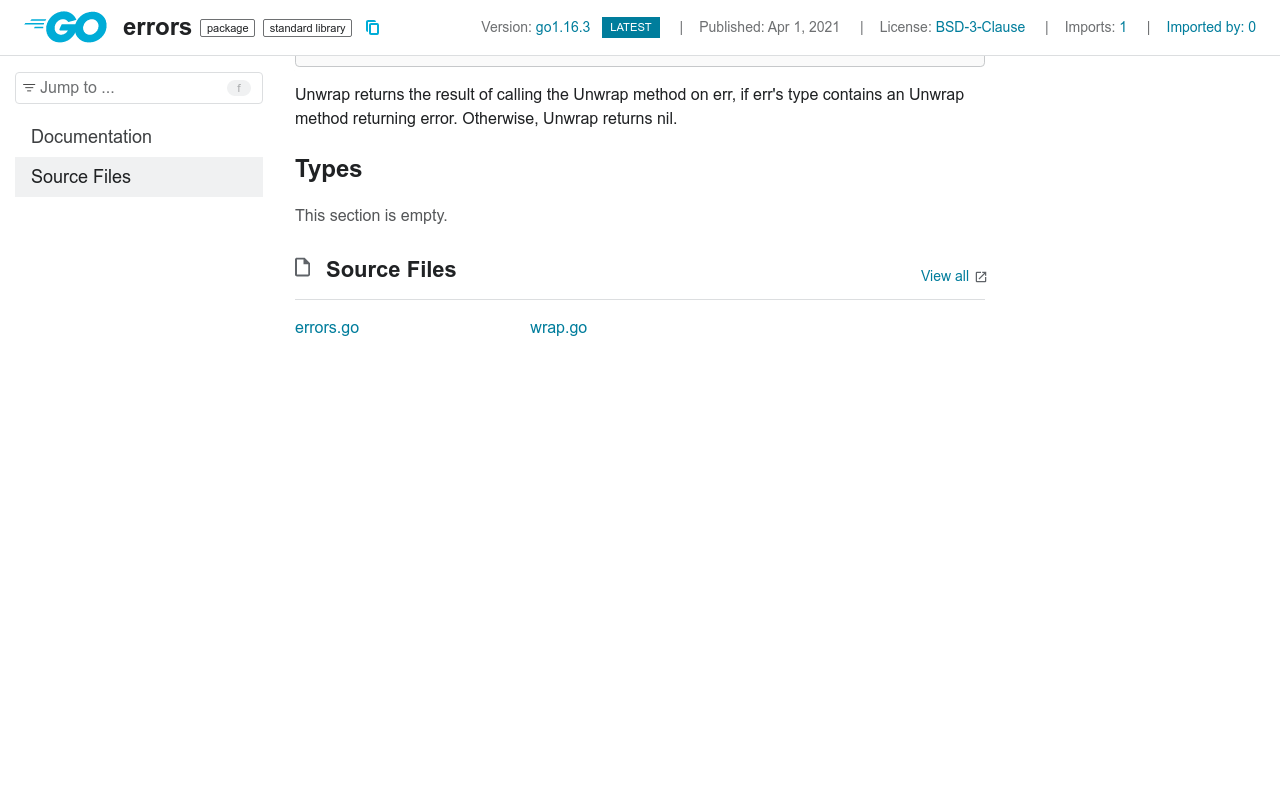 GO errors package standard library Version: go1.16.3 LATEST | Published: Apr 1, 2021 | License: BSD-3-Clause | Imports: 1 | Imported by: 0
Jump to ... f
Documentation
Source Files
Unwrap returns the result of calling the Unwrap method on err, if err's type contains an Unwrap
method returning error. Otherwise, Unwrap returns nil.
Types
This section is empty.
Source Files View all
errors.go wrap.go